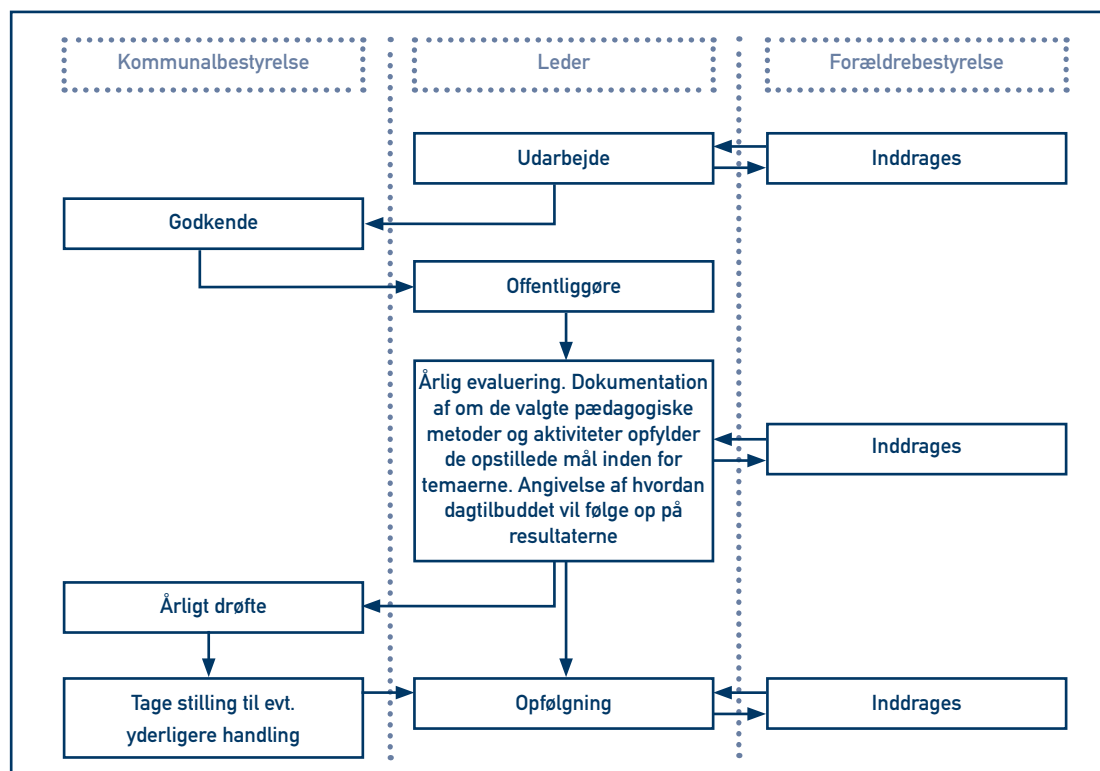 Kommunalbestyrelse
Leder
Forældrebestyrelse
Udarbejde
Inddrages
Godkende
Offentliggøre
Årlig evaluering. Dokumentation
af om de valgte pædagogiske
metoder og aktiviteter opfylder
de opstillede mål inden for
temaerne. Angivelse af hvordan
dagtilbuddet vil følge op på
resultaterne
Inddrages
Årligt drøfte
Tage stilling til evt.
yderligere handling
Opfølgning
Inddrages